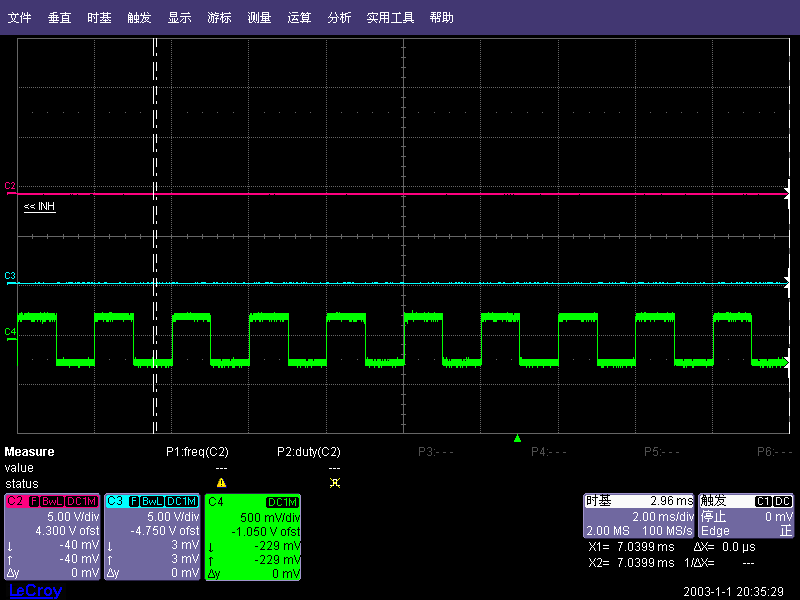 文件 垂直 时基 触发 显示 游标 测量 运算 分析 实用工具 帮助
C2
<< INH
C3
C4
Measure P1:freq(C2) P2:duty(C2) P3:- - - P4:- - - P5:- - - P6:- - -
value --- ---
status
C2 F BwL DC1M
5.00 V/div
4.300 V ofst
↓ -40 mV
↑ -40 mV
Δy 0 mV
C3 F BwL DC1M
5.00 V/div
-4.750 V ofst
↓ 3 mV
↑ 3 mV
Δy 0 mV
C4 DC1M
500 mV/div
-1.050 V ofst
↓ -229 mV
↑ -229 mV
Δy 0 mV
时基 2.96 ms
2.00 ms/div
2.00 MS 100 MS/s
触发 C1 DC
停止 0 mV
Edge 正
X1= 7.0399 ms ΔX= 0.0 µs
X2= 7.0399 ms 1/ΔX= ---
LeCroy
2003-1-1 20:35:29